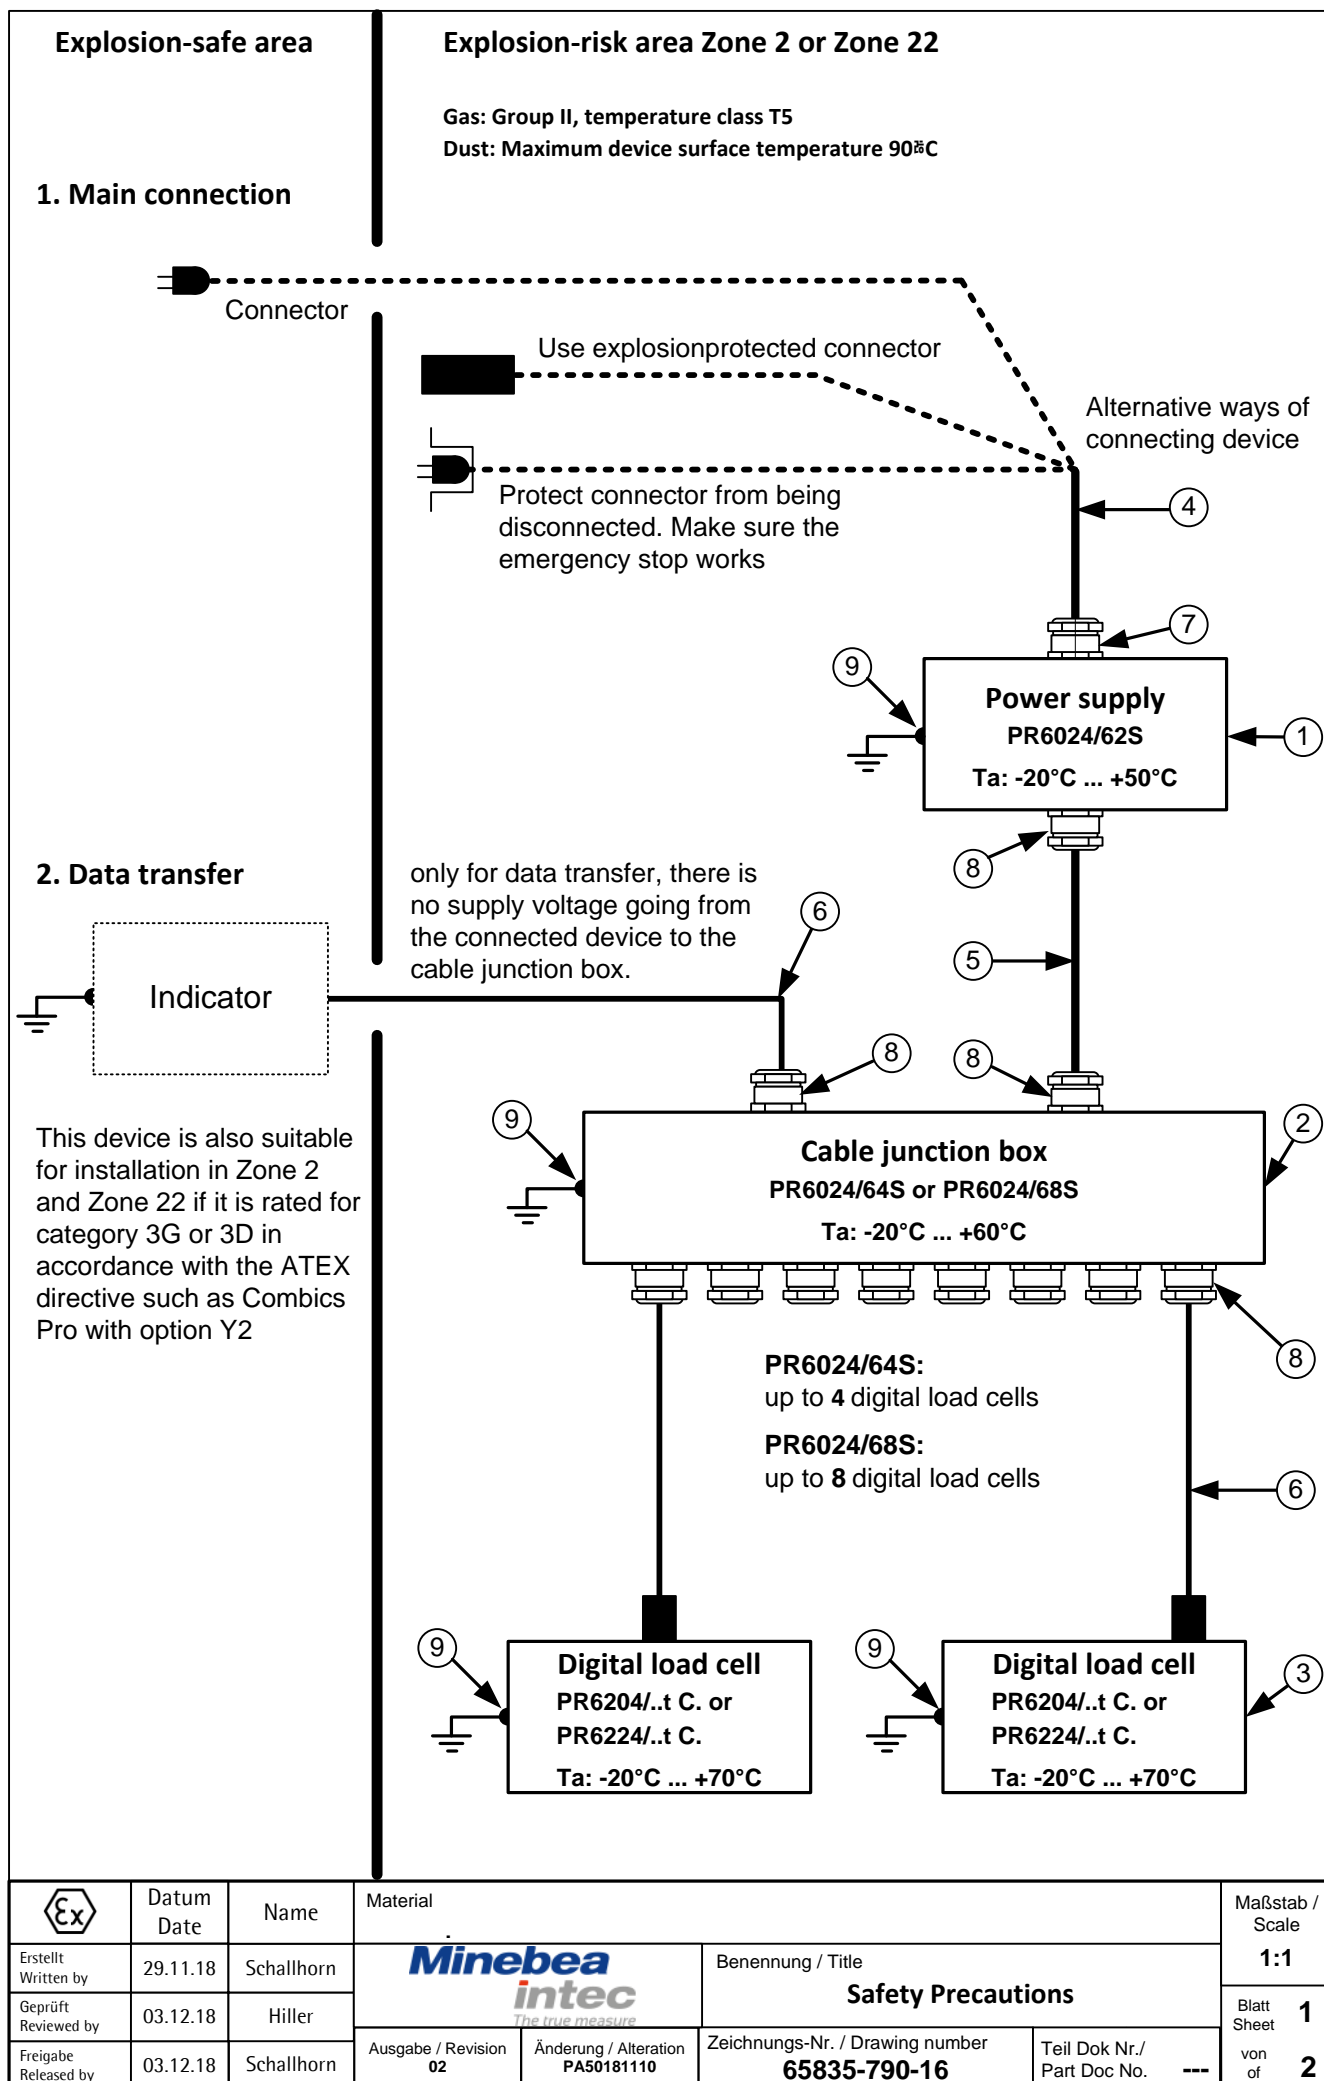 Explosion-safe area
Explosion-risk area Zone 2 or Zone 22
Gas: Group II, temperature class T5
Dust: Maximum device surface temperature 90 C
1. Main connection
Connector
Use explosionprotected connector
Alternative ways of
connecting device
Protect connector from being
disconnected. Make sure the
emergency stop works
4
7
9
Power supply
PR6024/62S
Ta: -20°C ... +50°C
1
8
2. Data transfer
only for data transfer, there is
no supply voltage going from
the connected device to the
cable junction box.
6
5
Indicator
8
8
9
This device is also suitable
for installation in Zone 2
and Zone 22 if it is rated for
category 3G or 3D in
accordance with the ATEX
directive such as Combics
Pro with option Y2
Cable junction box
PR6024/64S or PR6024/68S
Ta: -20°C ... +60°C
2
8
PR6024/64S:
up to 4 digital load cells
PR6024/68S:
up to 8 digital load cells
6
9
Digital load cell
PR6204/..t C. or
PR6224/..t C.
Ta: -20°C ... +70°C
9
Digital load cell
PR6204/..t C. or
PR6224/..t C.
Ta: -20°C ... +70°C
3
Ex
Datum
Date
Name
Material
.
Maßstab /
Scale
1:1
Erstellt
Written by
29.11.18
Schallhorn
Minebea
intec
The true measure
Benennung / Title
Safety Precautions
Geprüft
Reviewed by
03.12.18
Hiller
Blatt
Sheet
1
Freigabe
Released by
03.12.18
Schallhorn
Ausgabe / Revision
02
Änderung / Alteration
PA50181110
Zeichnungs-Nr. / Drawing number
65835-790-16
Teil Dok Nr./
Part Doc No.
---
von
of
2